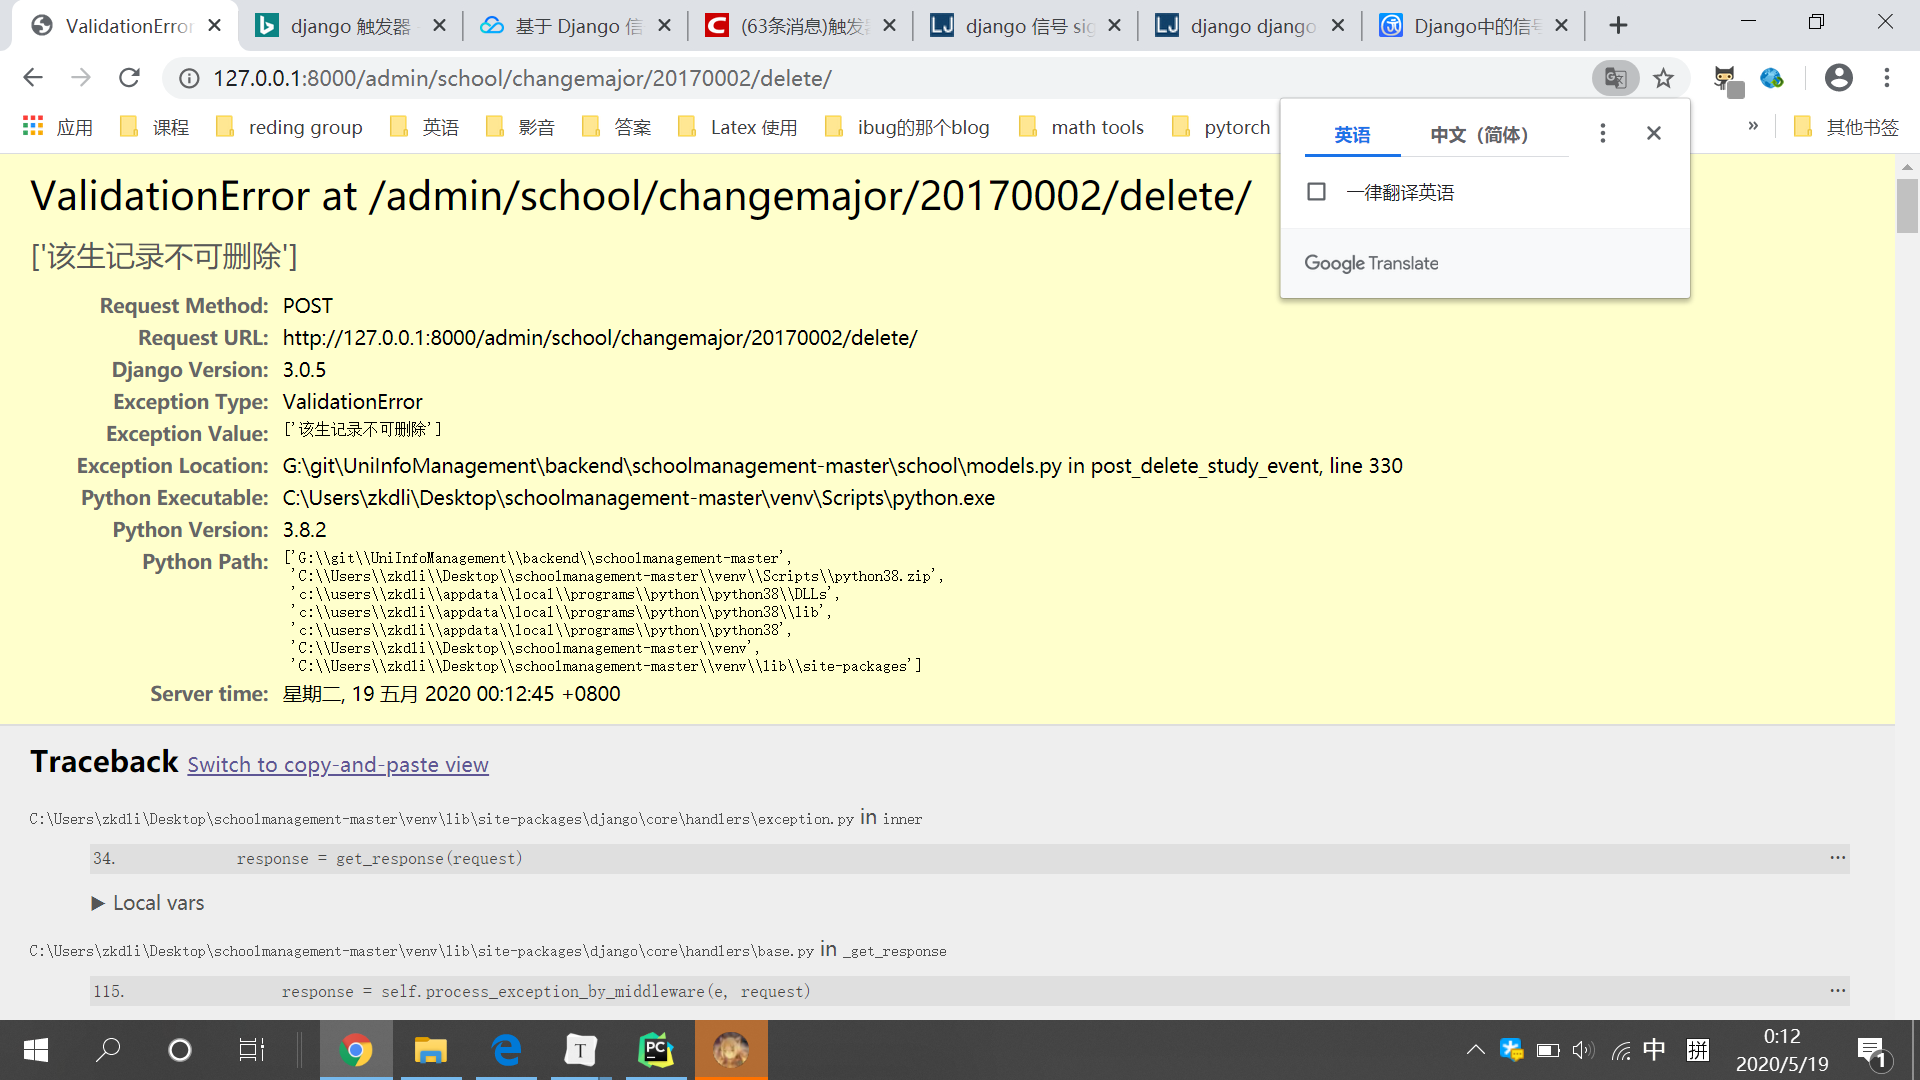 ValidationError
django 触发器 -
基于 Django 信
(63条消息)触发器
django 信号 sig
django django
Django中的信号
127.0.0.1:8000/admin/school/changemajor/20170002/delete/
应用
课程
reding group
英语
影音
答案
Latex 使用
ibug的那个blog
math tools
pytorch
»
其他书签
英语
中文（简体）
一律翻译英语
Google Translate
ValidationError at /admin/school/changemajor/20170002/delete/
['该生记录不可删除']
Request Method: POST
Request URL: http://127.0.0.1:8000/admin/school/changemajor/20170002/delete/
Django Version: 3.0.5
Exception Type: ValidationError
Exception Value: ['该生记录不可删除']
Exception Location: G:\git\UniInfoManagement\backend\schoolmanagement-master\school\models.py in post_delete_study_event, line 330
Python Executable: C:\Users\zkdli\Desktop\schoolmanagement-master\venv\Scripts\python.exe
Python Version: 3.8.2
Python Path: ['G:\\git\\UniInfoManagement\\backend\\schoolmanagement-master',
'C:\\Users\\zkdli\\Desktop\\schoolmanagement-master\\venv\\Scripts\\python38.zip',
'c:\\users\\zkdli\\appdata\\local\\programs\\python\\python38\\DLLs',
'c:\\users\\zkdli\\appdata\\local\\programs\\python\\python38\\lib',
'c:\\users\\zkdli\\appdata\\local\\programs\\python\\python38',
'C:\\Users\\zkdli\\Desktop\\schoolmanagement-master\\venv',
'C:\\Users\\zkdli\\Desktop\\schoolmanagement-master\\venv\\lib\\site-packages']
Server time: 星期二, 19 五月 2020 00:12:45 +0800
Traceback Switch to copy-and-paste view
C:\Users\zkdli\Desktop\schoolmanagement-master\venv\lib\site-packages\django\core\handlers\exception.py in inner
34. response = get_response(request) ...
▶ Local vars
C:\Users\zkdli\Desktop\schoolmanagement-master\venv\lib\site-packages\django\core\handlers\base.py in _get_response
115. response = self.process_exception_by_middleware(e, request) ...
中
拼
0:12
2020/5/19
1